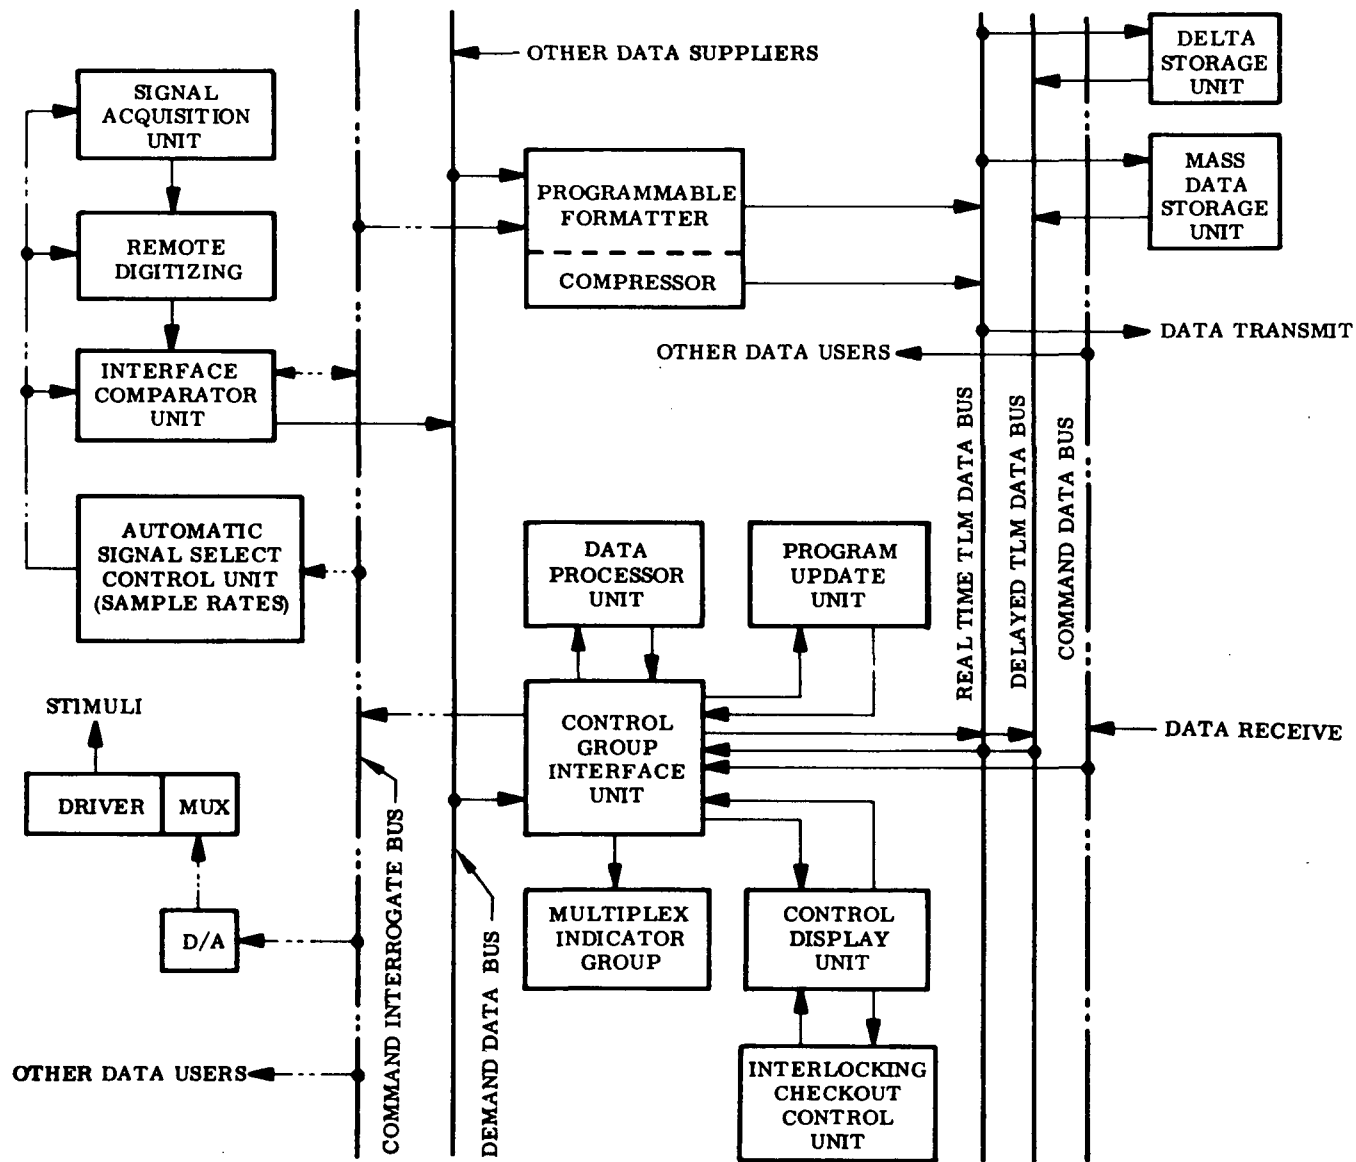 OTHER DATA SUPPLIERS
DELTA
STORAGE
UNIT
SIGNAL
ACQUISITION
UNIT
MASS
DATA
STORAGE
UNIT
PROGRAMMABLE
FORMATTER
COMPRESSOR
REMOTE
DIGITIZING
DATA TRANSMIT
OTHER DATA USERS
INTERFACE
COMPARATOR
UNIT
REAL TIME TLM DATA BUS
DELAYED TLM DATA BUS
COMMAND DATA BUS
AUTOMATIC
SIGNAL SELECT
CONTROL UNIT
(SAMPLE RATES)
DATA
PROCESSOR
UNIT
PROGRAM
UPDATE
UNIT
STIMULI
CONTROL
GROUP
INTERFACE
UNIT
DATA RECEIVE
DRIVER
MUX
COMMAND INTERROGATE BUS
DEMAND DATA BUS
D/A
MULTIPLEX
INDICATOR
GROUP
CONTROL
DISPLAY
UNIT
OTHER DATA USERS
INTERLOCKING
CHECKOUT
CONTROL
UNIT